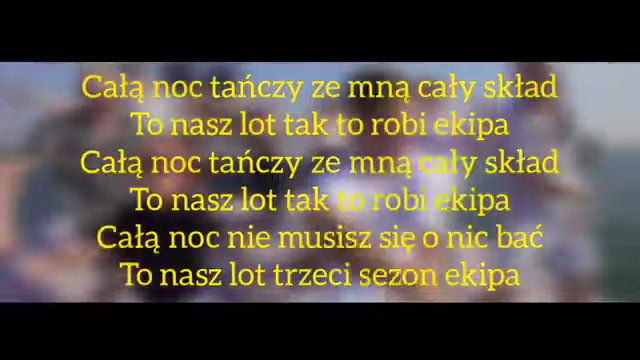 Całą noc tańczy ze mną cały skład
To nasz lot tak to robi ekipa
Całą noc tańczy ze mną cały skład
To nasz lot tak to robi ekipa
Całą noc nie musisz się o nic bać
To nasz lot trzeci sezon ekipa